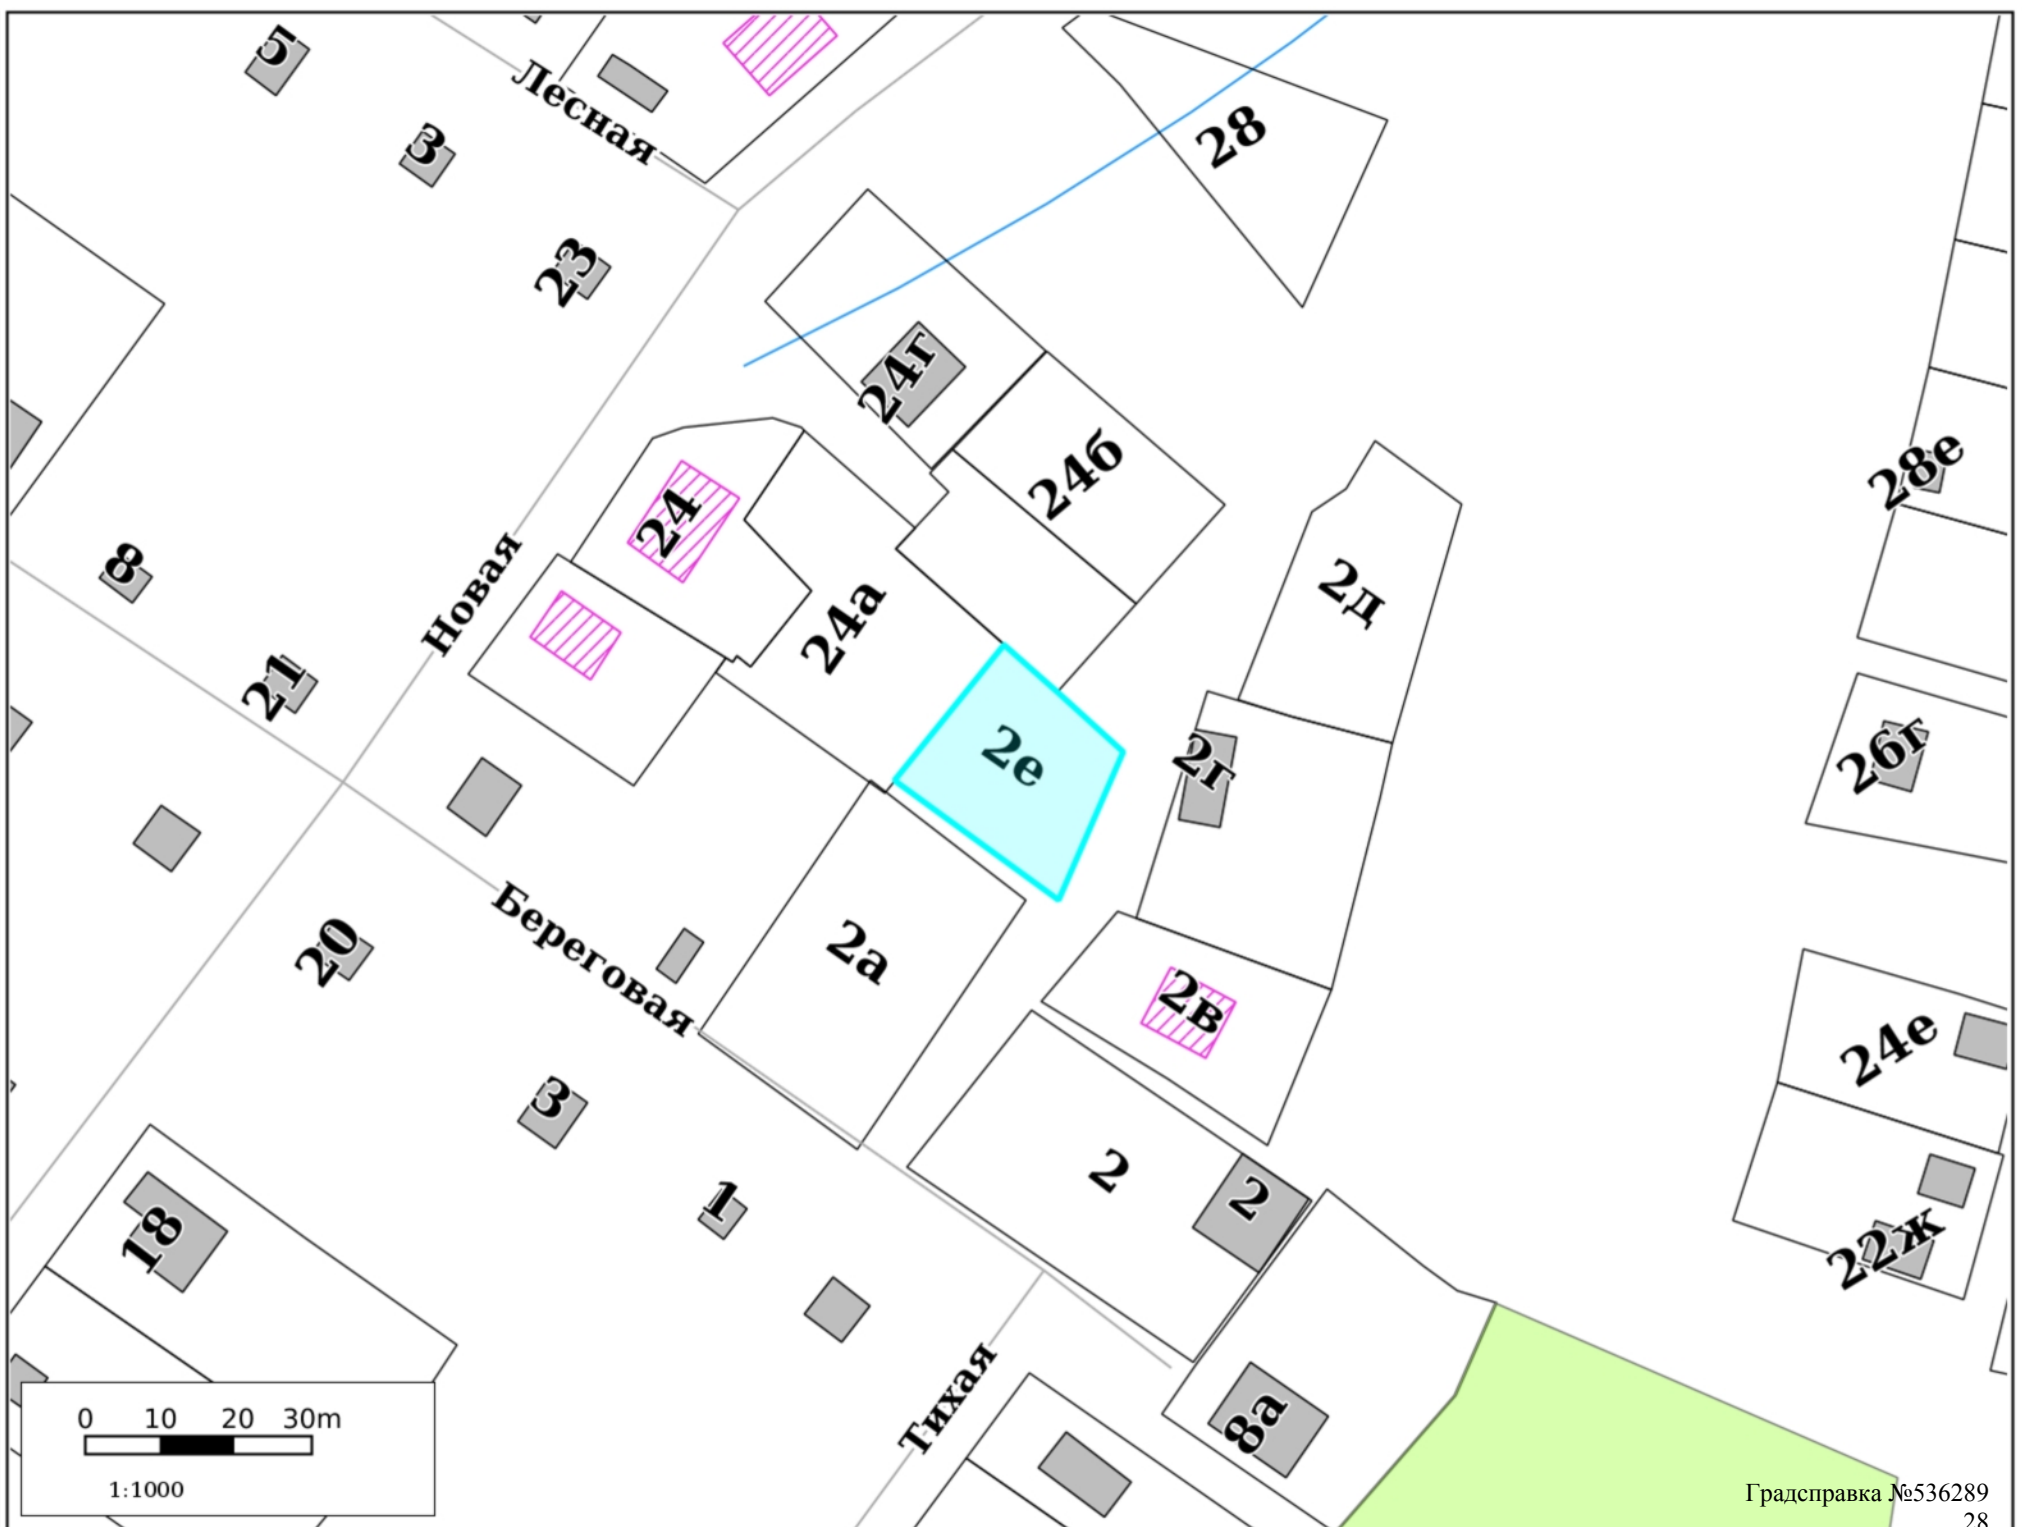 5
Лесная
3
28
23
24г
24б
28е
24
2д
Новая
8
24а
21
2е
2г
26г
20
Береговая
2а
2в
24е
3
2
1
2
18
22ж
Тихая
8а
0 10 20 30m
1:1000
Градсправка №536289
28